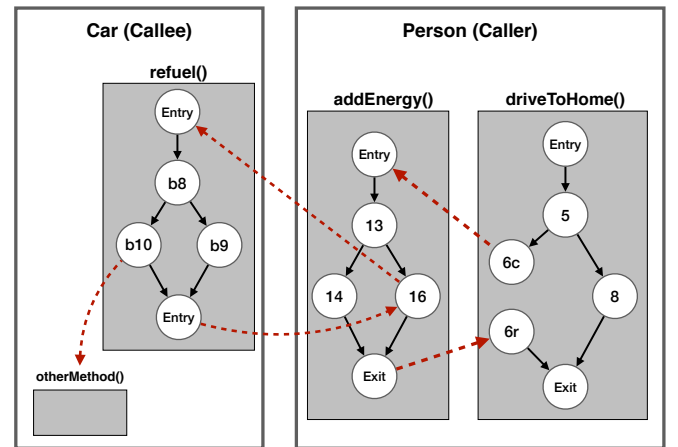 Car (Callee)
refuel()
Entry
b8
b10
b9
Entry
otherMethod()
Person (Caller)
addEnergy()
Entry
13
14
16
Exit
driveToHome()
Entry
5
6c
8
6r
Exit